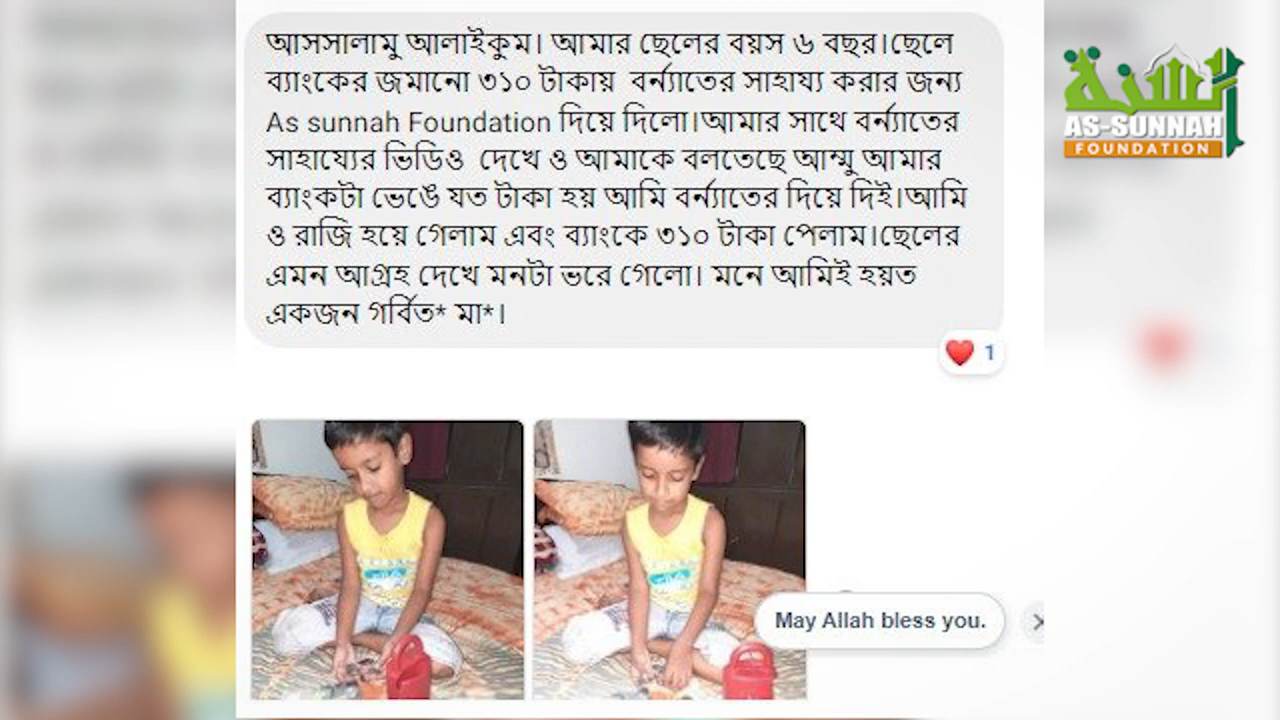 আসসালামু আলাইকুম। আমার ছেলের বয়স ৬ বছর।ছেলে
ব্যাংকের জমানো ৩১০ টাকায় বর্ন্যাতের সাহায্য করার জন্য
As sunnah Foundation দিয়ে দিলো।আমার সাথে বর্ন্যাতের
সাহায্যের ভিডিও দেখে ও আমাকে বলতেছে আম্মু আমার
ব্যাংকটা ভেঙে যত টাকা হয় আমি বর্ন্যাতের দিয়ে দিই।আমি
ও রাজি হয়ে গেলাম এবং ব্যাংকে ৩১০ টাকা পেলাম।ছেলের
এমন আগ্রহ দেখে মনটা ভরে গেলো। মনে আমিই হয়ত
একজন গর্বিত* মা*।
1
May Allah bless you.
AS-SUNNAH
FOUNDATION